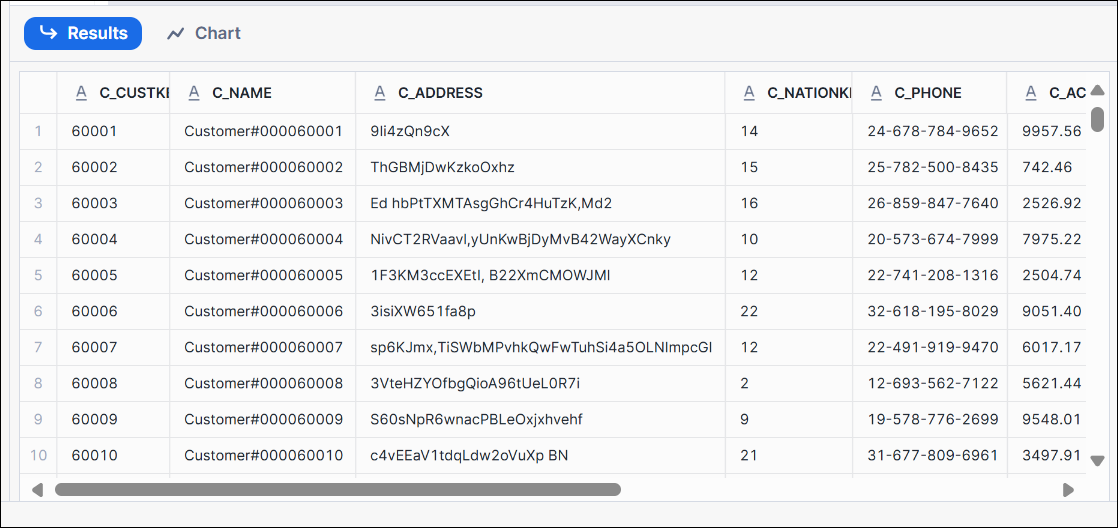 Results Chart
A C_CUSTKE A C_NAME A C_ADDRESS A C_NATIONKE A C_PHONE A C_AC
1 60001 Customer#000060001 9Ii4zQn9cX 14 24-678-784-9652 9957.56
2 60002 Customer#000060002 ThGBMjDwKzkoOxhz 15 25-782-500-8435 742.46
3 60003 Customer#000060003 Ed hbPtTXMTAsgGhCr4HuTzK,Md2 16 26-859-847-7640 2526.92
4 60004 Customer#000060004 NivCT2RVaavl,yUnKwBjDyMvB42WayXCnky 10 20-573-674-7999 7975.22
5 60005 Customer#000060005 1F3KM3ccEXEtI, B22XmCMOWJMl 12 22-741-208-1316 2504.74
6 60006 Customer#000060006 3isiXW651fa8p 22 32-618-195-8029 9051.40
7 60007 Customer#000060007 sp6KJmx,TiSWbMPvhkQwFwTuhSi4a5OLNImpcGI 12 22-491-919-9470 6017.17
8 60008 Customer#000060008 3VteHZYOfbgQioA96tUeL0R7i 2 12-693-562-7122 5621.44
9 60009 Customer#000060009 S60sNpR6wnacPBLeOxjxhvehf 9 19-578-776-2699 9548.01
10 60010 Customer#000060010 c4vEEaV1tdqLdw2oVuXp BN 21 31-677-809-6961 3497.91